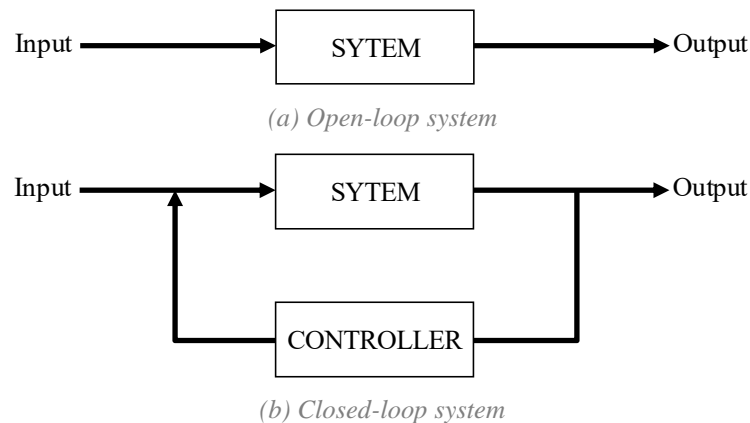 Input SYTEM Output
(a) Open-loop system
Input SYTEM Output
CONTROLLER
(b) Closed-loop system